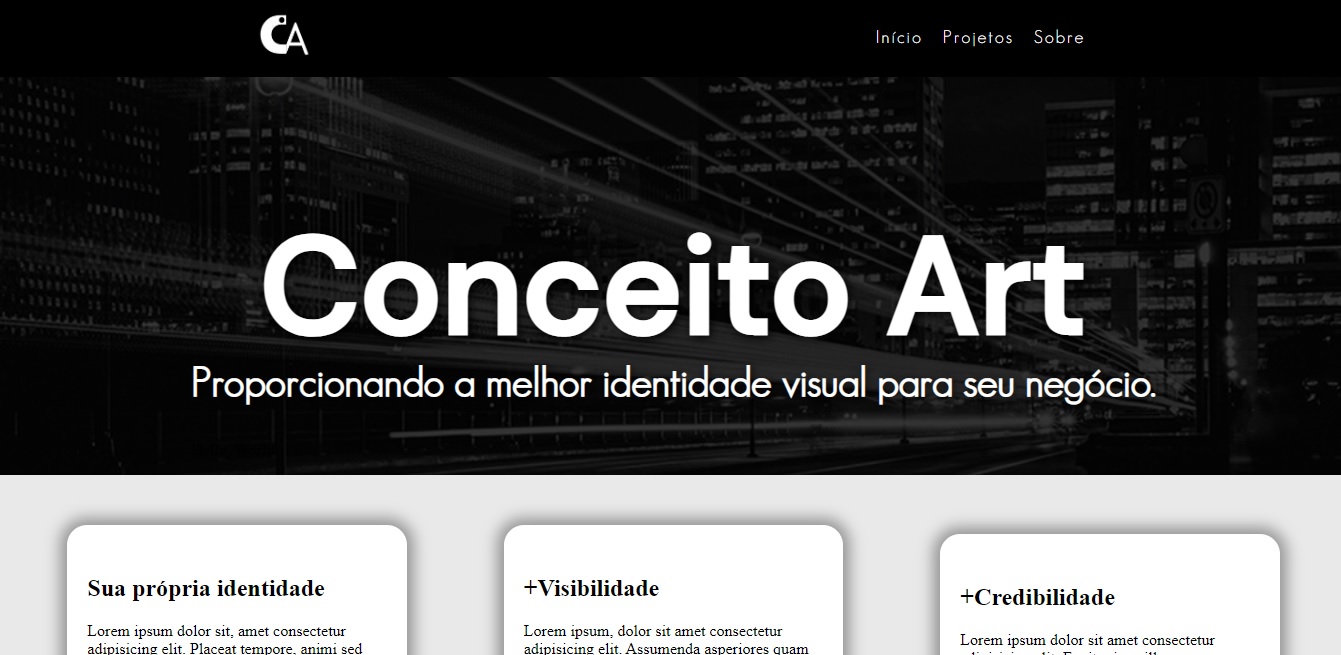 CA
Início Projetos Sobre
Conceito Art
Proporcionando a melhor identidade visual para seu negócio.
Sua própria identidade
Lorem ipsum dolor sit, amet consectetur
adipisicing elit. Placeat tempore, animi sed
+Visibilidade
Lorem ipsum, dolor sit amet consectetur
adipisicing elit. Assumenda asperiores quam
+Credibilidade
Lorem ipsum dolor sit amet consectetur